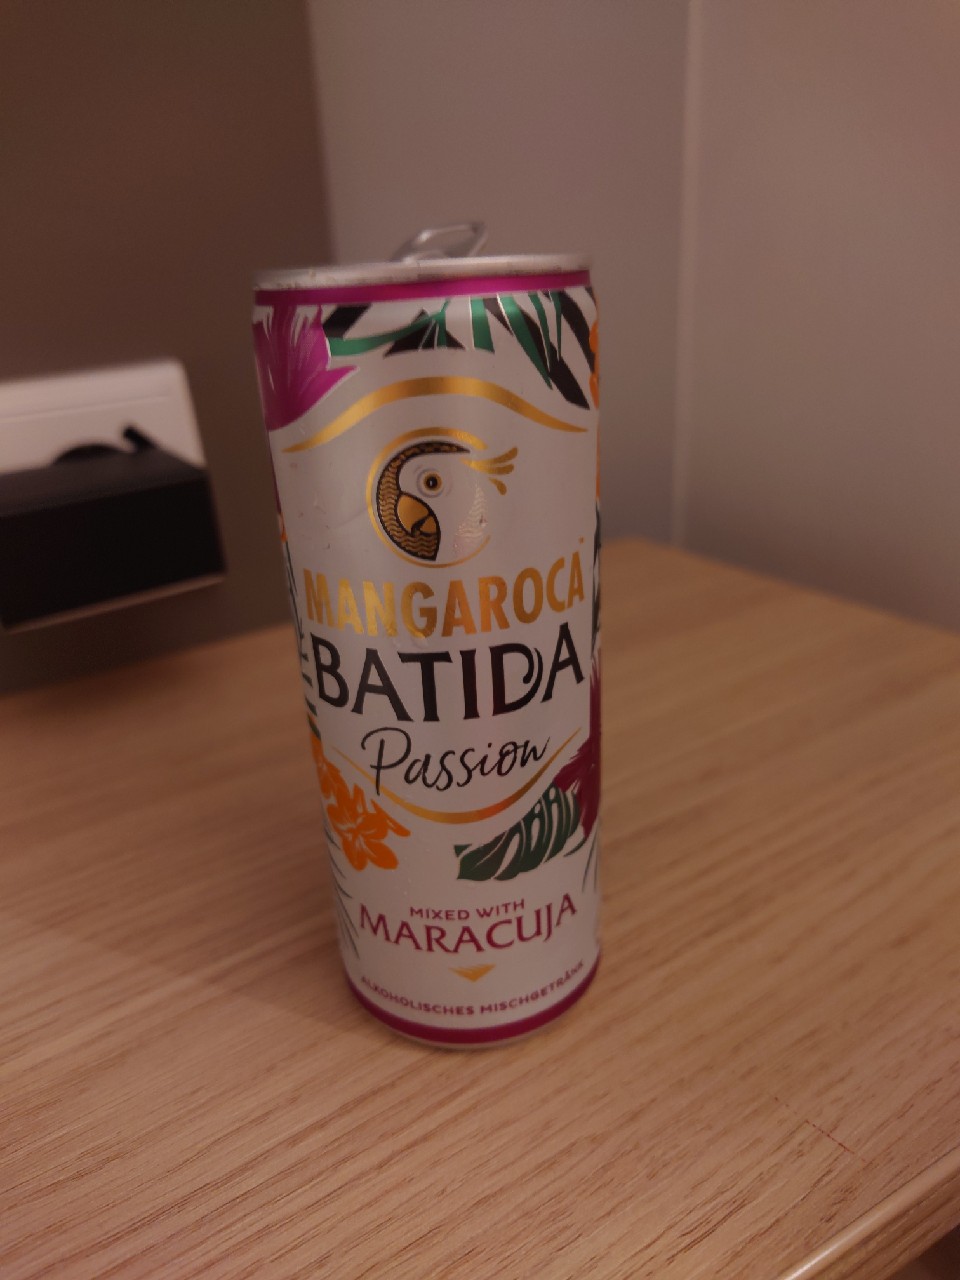 MANGAROCA
BATIDA
Passion
MIXED WITH
MARACUJA
ALKOHOLISCHES MISCHGETRÄNK